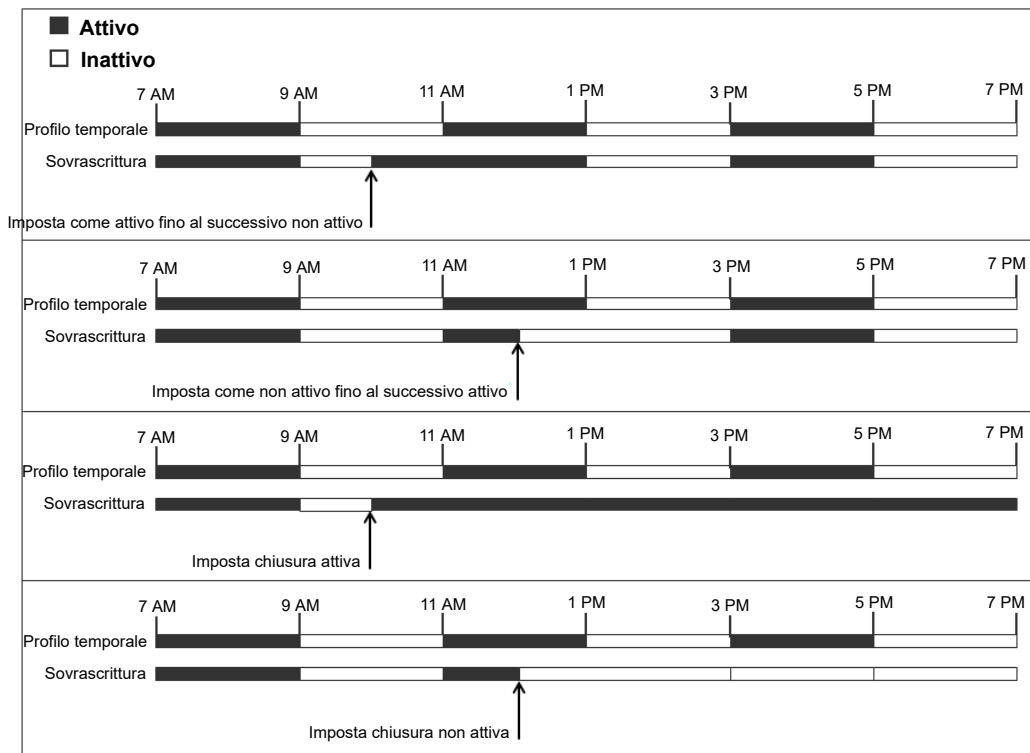 Attivo
Inattivo
7 AM 9 AM 11 AM 1 PM 3 PM 5 PM 7 PM
Profilo temporale
Sovrascrittura
Imposta come attivo fino al successivo non attivo
7 AM 9 AM 11 AM 1 PM 3 PM 5 PM 7 PM
Profilo temporale
Sovrascrittura
Imposta come non attivo fino al successivo attivo
7 AM 9 AM 11 AM 1 PM 3 PM 5 PM 7 PM
Profilo temporale
Sovrascrittura
Imposta chiusura attiva
7 AM 9 AM 11 AM 1 PM 3 PM 5 PM 7 PM
Profilo temporale
Sovrascrittura
Imposta chiusura non attiva